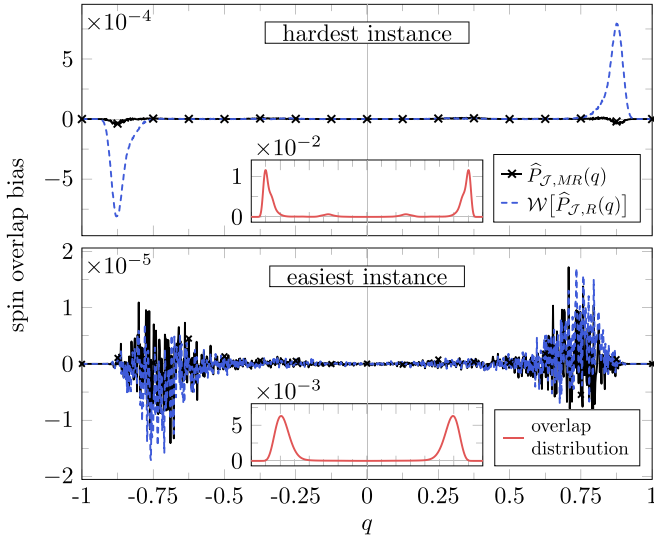 ×10⁻⁴
hardest instance
5
0
−5
×10⁻²
1
0
P̂_𝒥,MR(q)
𝒲[P̂_𝒥,R(q)]
spin overlap bias
2
×10⁻⁵
easiest instance
1
0
−1
−2
×10⁻³
5
0
overlap
distribution
-1 -0.75 -0.5 -0.25 0 0.25 0.5 0.75 1
q